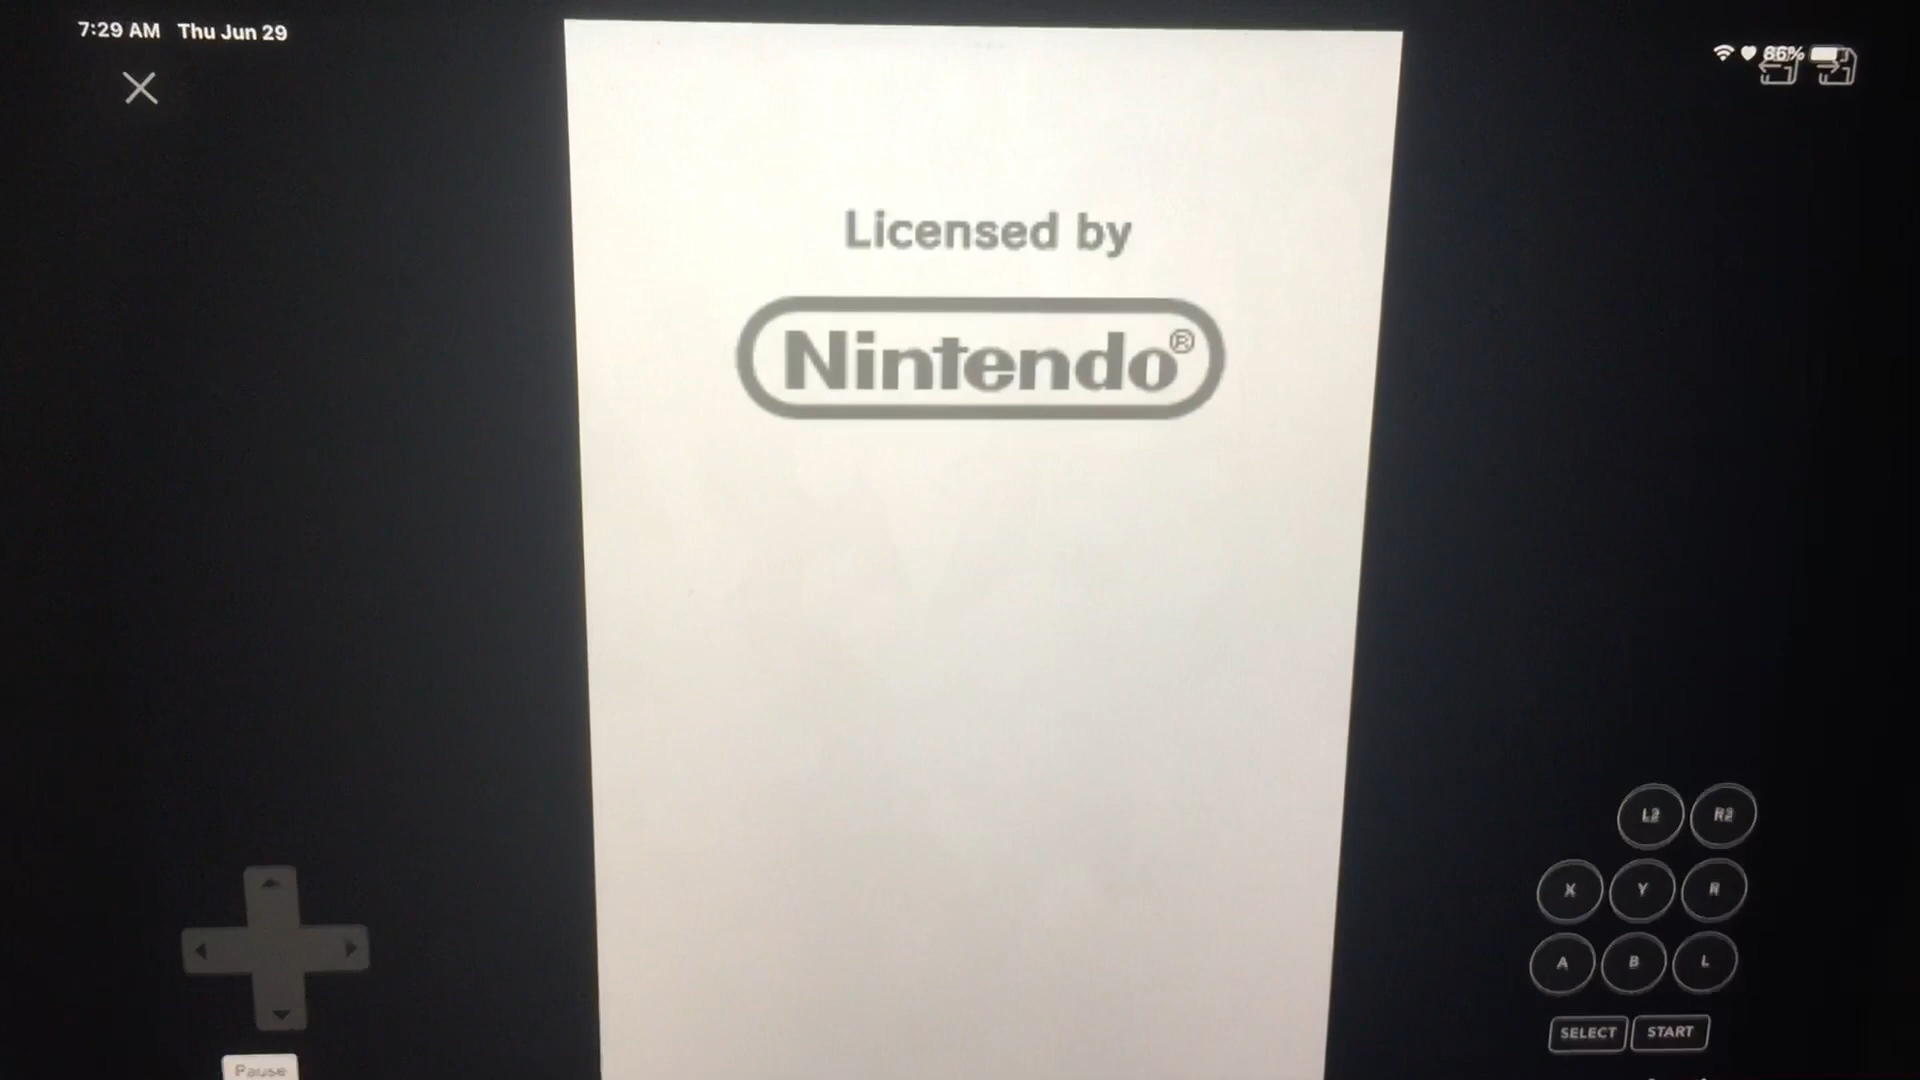 7:29 AM Thu Jun 29
86%
Licensed by
Nintendo®
L2 R2
X Y R
A B L
SELECT START
Pause